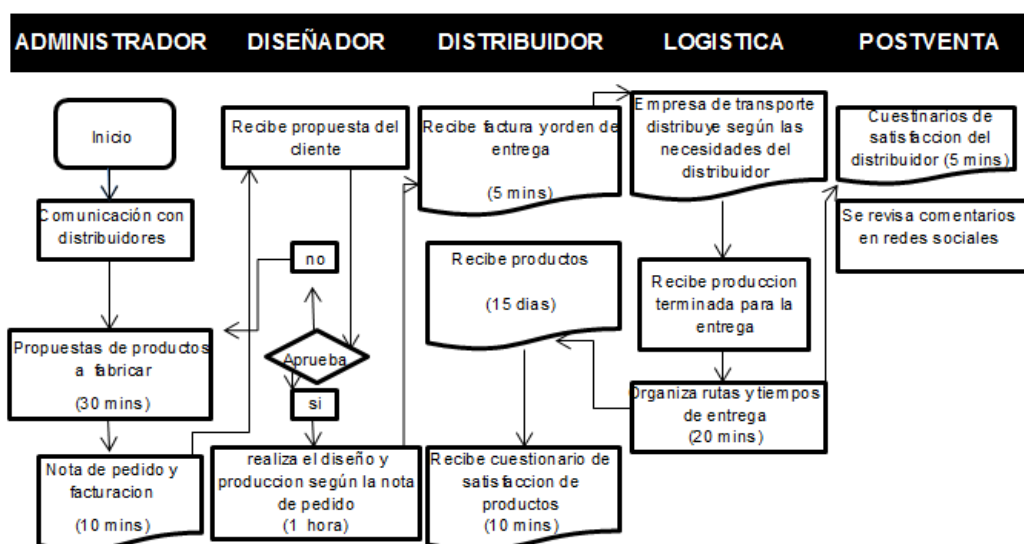 ADMINISTRADOR
DISEÑADOR
DISTRIBUIDOR
LOGISTICA
POSTVENTA
Inicio
Comunicación con
distribuidores
Propuestas de productos
a fabricar
(30 mins)
Nota de pedido y
facturacion
(10 mins)
Recibe propuesta del
cliente
no
Aprueba
si
realiza el diseño y
produccion según la nota
de pedido
(1 hora)
Recibe factura y orden de
entrega
(5 mins)
Recibe productos
(15 dias)
Recibe cuestionario de
satisfaccion de
productos
(10 mins)
Empresa de transporte
distribuye según las
necesidades del
distribuidor
Recibe produccion
terminada para la
entrega
Organiza rutas y tiempos
de entrega
(20 mins)
Cuestinarios de
satisfaccion del
distribuidor (5 mins)
Se revisa comentarios
en redes sociales